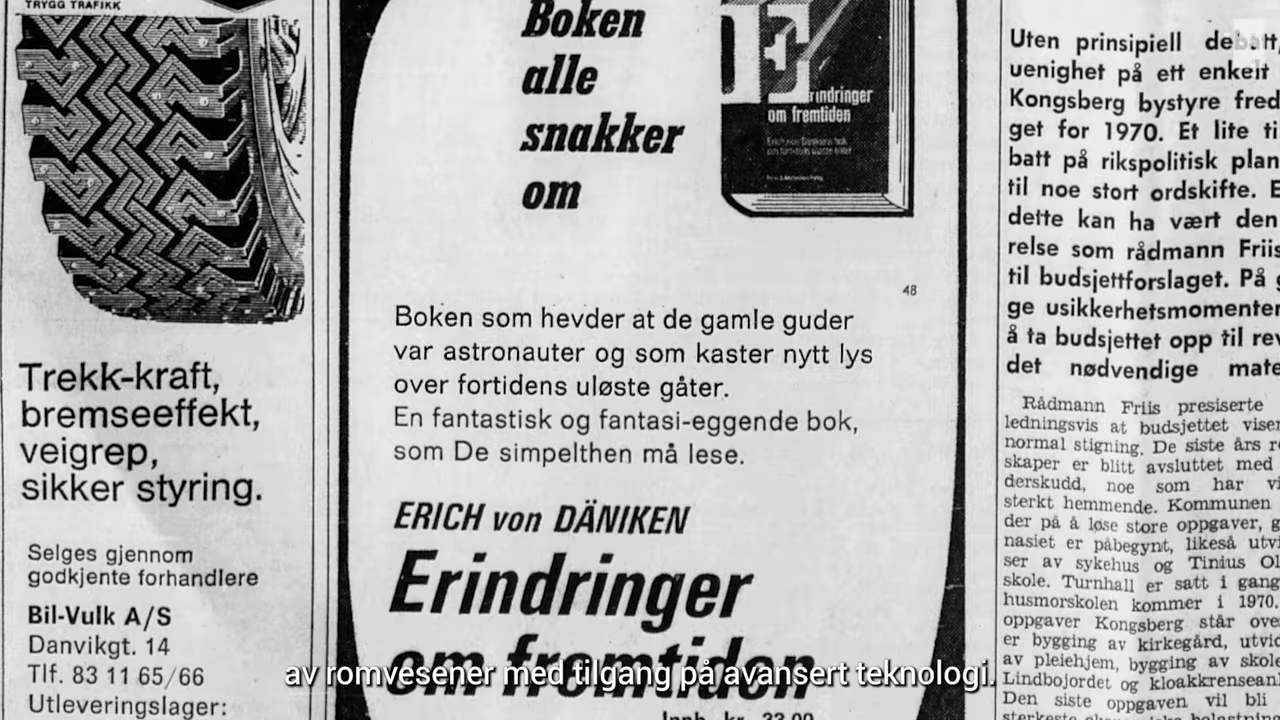 TRYGG TRAFIKK
Trekk-kraft,
bremseeffekt,
veigrep,
sikker styring.
Selges gjennom
godkjente forhandlere
Bil-Vulk A/S
Danvikgt. 14
Tlf. 83 11 65/66
Utleveringslager:
Boken
alle
snakker
om
Erindringer
om fremtiden
48
Boken som hevder at de gamle guder
var astronauter og som kaster nytt lys
over fortidens uløste gåter.
En fantastisk og fantasi-eggende bok,
som De simpelthen må lese.
ERICH von DÄNIKEN
Erindringer
om fremtiden
Uten prinsipiell debatt,
uenighet på ett enkelt
Kongsberg bystyre fred
get for 1970. Et lite ti
batt på rikspolitisk plan
til noe stort ordskifte. E
dette kan ha vært den
relse som rådmann Friis
til budsjettforslaget. På g
ge usikkerhetsmomenter
å ta budsjettet opp til rev
det nødvendige mate
Rådmann Friis presiserte
ledningsvis at budsjettet viser
normal stigning. De siste års re
skaper er blitt avsluttet med
derskudd, noe som har vi
sterkt hemmende. Kommunen
der på å løse store oppgaver, g
nasiet er påbegynt, likeså utvi
ser av sykehus og Tinius Ol
skole. Turnhall er satt i gang
husmorskolen kommer i 1970.
oppgaver Kongsberg står over
er bygging av kirkegård, utvid
av pleiehjem, bygging av skole
Lindbojordet og kloakkrensean
Den siste oppgaven vil bli
av romvesener med tilgang på avansert teknologi.